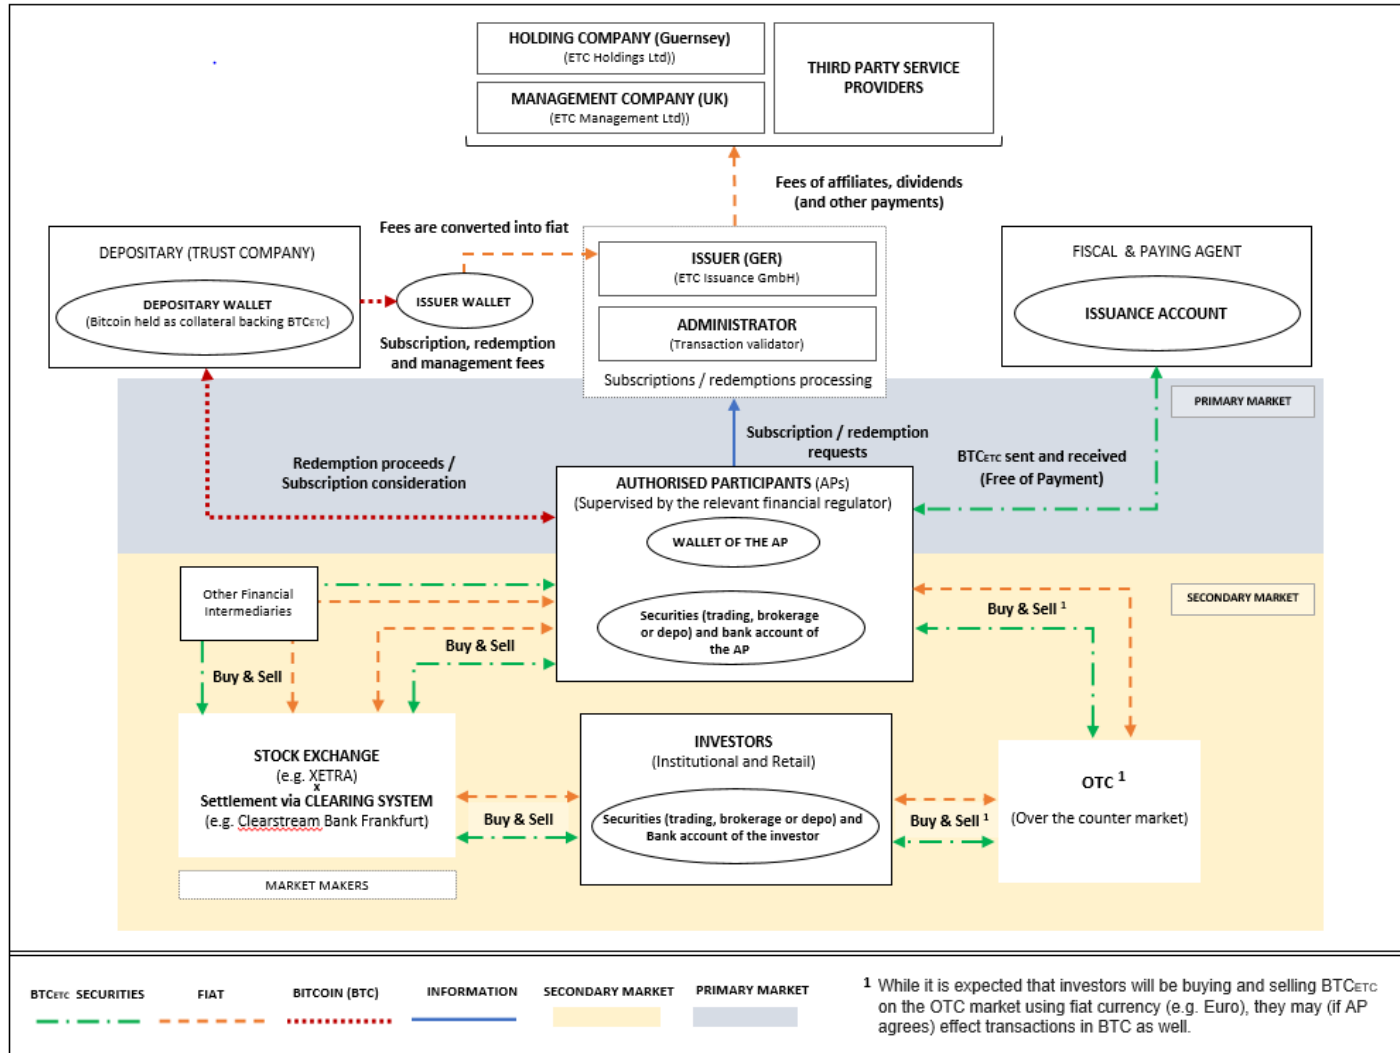 HOLDING COMPANY (Guernsey)
(ETC Holdings Ltd))
MANAGEMENT COMPANY (UK)
(ETC Management Ltd))
THIRD PARTY SERVICE
PROVIDERS
Fees of affiliates, dividends
(and other payments)
Fees are converted into fiat
DEPOSITARY (TRUST COMPANY)
DEPOSITARY WALLET
(Bitcoin held as collateral backing BTCETC)
ISSUER WALLET
Subscription, redemption
and management fees
ISSUER (GER)
(ETC Issuance GmbH)
ADMINISTRATOR
(Transaction validator)
Subscriptions / redemptions processing
FISCAL & PAYING AGENT
ISSUANCE ACCOUNT
PRIMARY MARKET
Subscription / redemption
requests
Redemption proceeds /
Subscription consideration
BTCETC sent and received
(Free of Payment)
AUTHORISED PARTICIPANTS (APs)
(Supervised by the relevant financial regulator)
WALLET OF THE AP
Securities (trading, brokerage
or depo) and bank account of
the AP
Other Financial
Intermediaries
SECONDARY MARKET
Buy & Sell
Buy & Sell
Buy & Sell 1
STOCK EXCHANGE
(e.g. XETRA)
x
Settlement via CLEARING SYSTEM
(e.g. Clearstream Bank Frankfurt)
MARKET MAKERS
Buy & Sell
INVESTORS
(Institutional and Retail)
Securities (trading, brokerage or depo) and
Bank account of the investor
Buy & Sell 1
OTC 1
(Over the counter market)
BTCETC SECURITIES
FIAT
BITCOIN (BTC)
INFORMATION
SECONDARY MARKET
PRIMARY MARKET
1 While it is expected that investors will be buying and selling BTCETC
on the OTC market using fiat currency (e.g. Euro), they may (if AP
agrees) effect transactions in BTC as well.